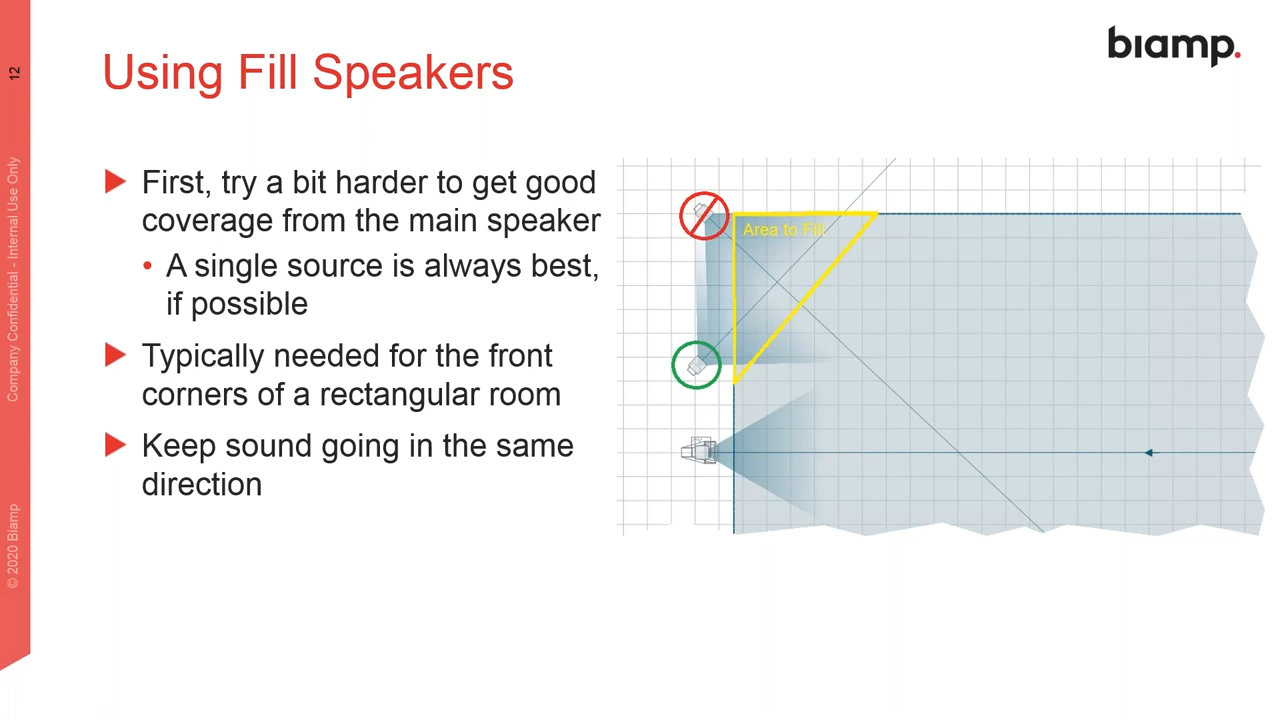 12
Company Confidential - Internal Use Only
© 2020 Biamp
Using Fill Speakers
biamp.
First, try a bit harder to get good
coverage from the main speaker
A single source is always best,
if possible
Typically needed for the front
corners of a rectangular room
Keep sound going in the same
direction
Area to Fill